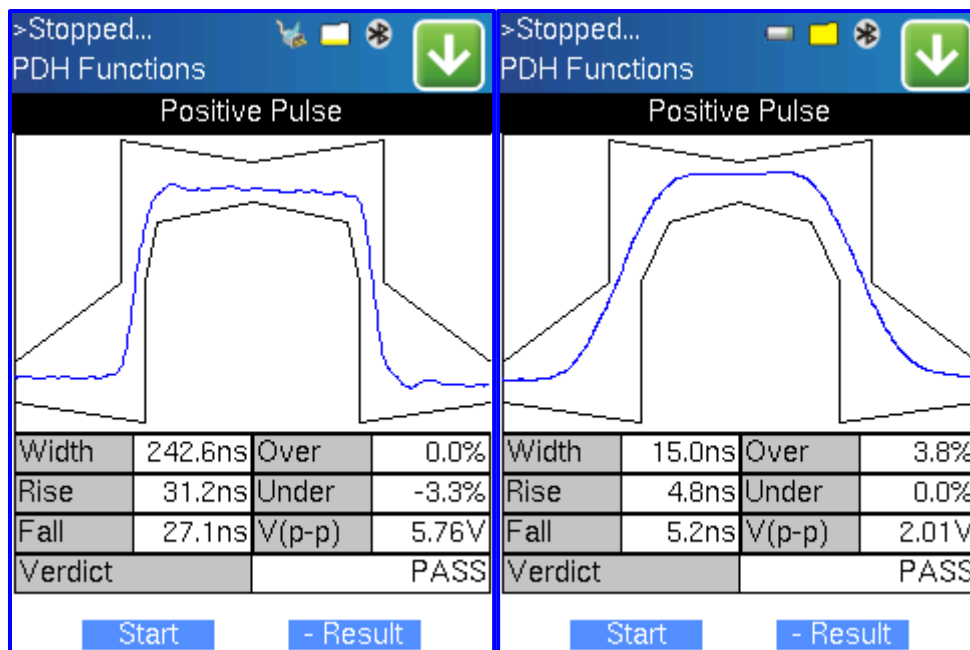 >Stopped...
PDH Functions
Positive Pulse
Width 242.6ns Over 0.0%
Rise 31.2ns Under -3.3%
Fall 27.1ns V(p-p) 5.76V
Verdict PASS
Start - Result
>Stopped...
PDH Functions
Positive Pulse
Width 15.0ns Over 3.8%
Rise 4.8ns Under 0.0%
Fall 5.2ns V(p-p) 2.01V
Verdict PASS
Start - Result